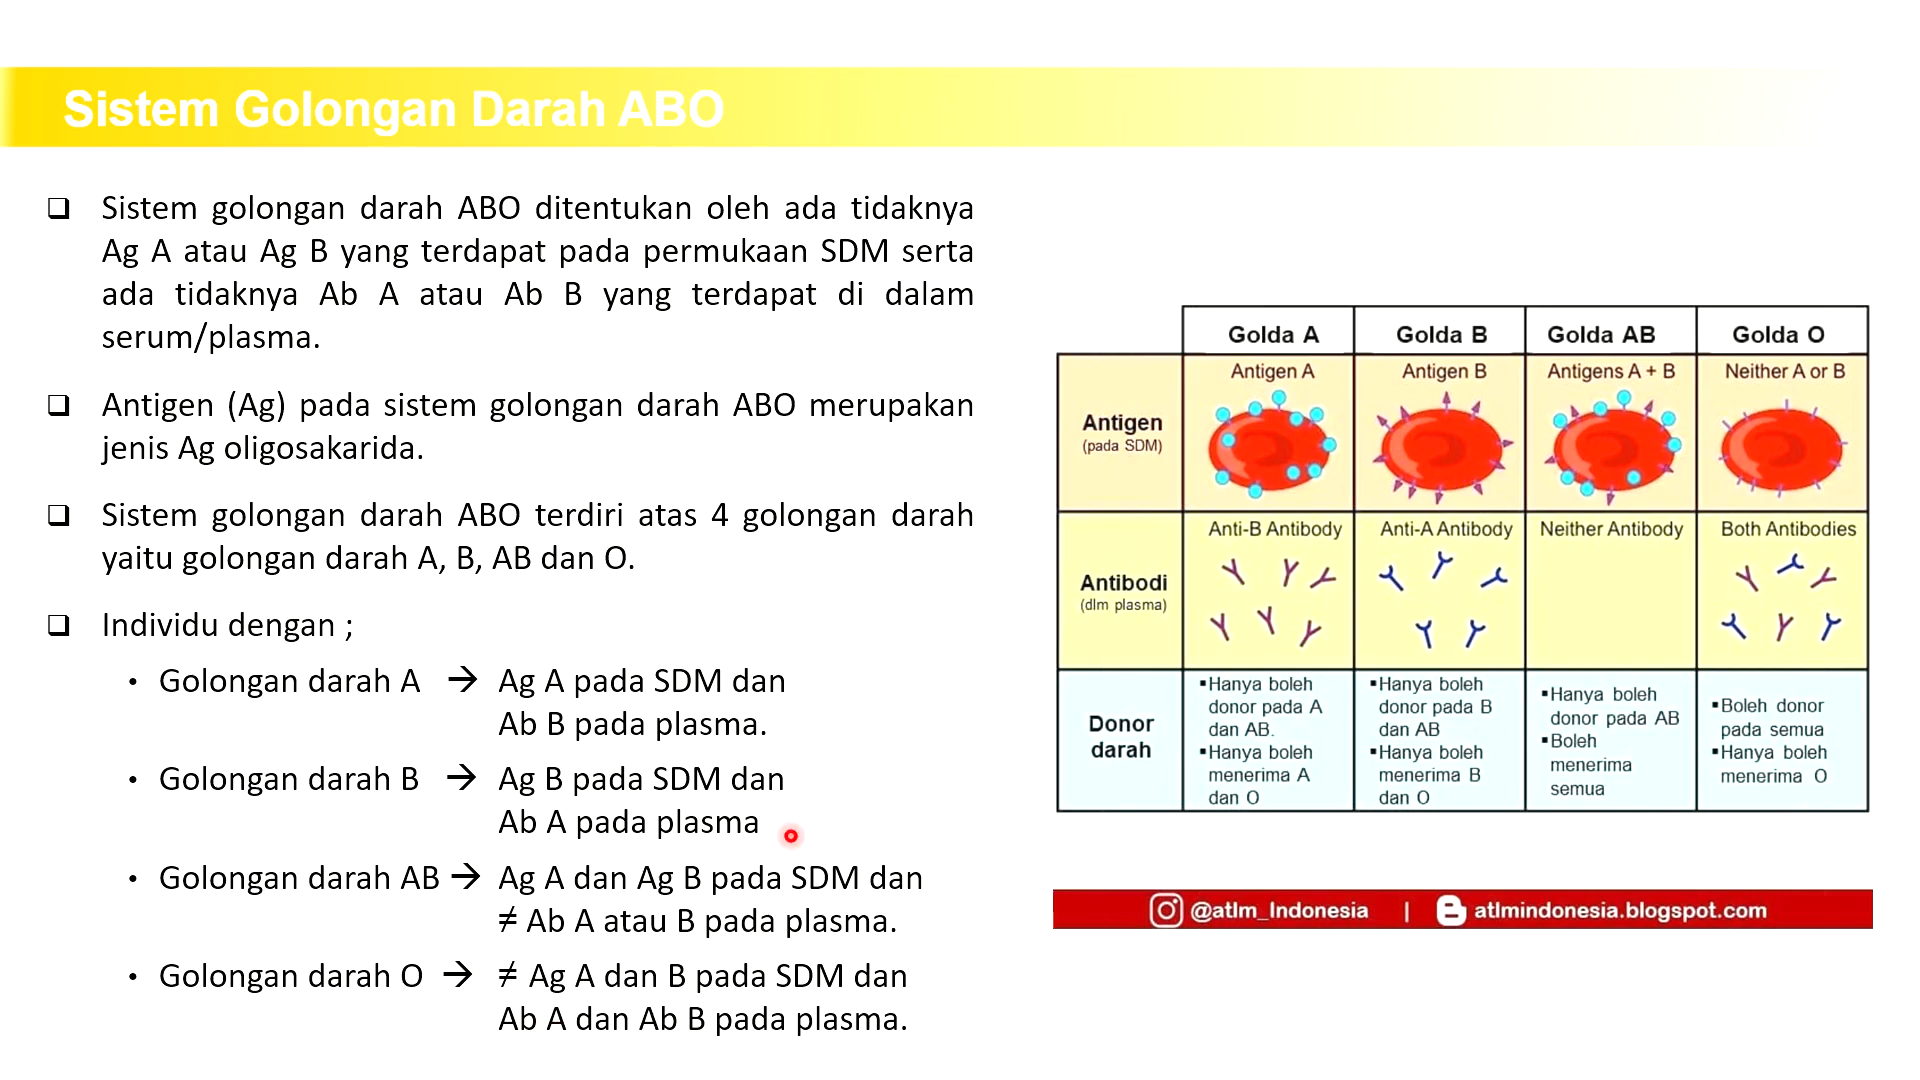 Sistem Golongan Darah ABO
❑ Sistem golongan darah ABO ditentukan oleh ada tidaknya
Ag A atau Ag B yang terdapat pada permukaan SDM serta
ada tidaknya Ab A atau Ab B yang terdapat di dalam
serum/plasma.
❑ Antigen (Ag) pada sistem golongan darah ABO merupakan
jenis Ag oligosakarida.
❑ Sistem golongan darah ABO terdiri atas 4 golongan darah
yaitu golongan darah A, B, AB dan O.
❑ Individu dengan ;
• Golongan darah A → Ag A pada SDM dan
Ab B pada plasma.
• Golongan darah B → Ag B pada SDM dan
Ab A pada plasma
• Golongan darah AB → Ag A dan Ag B pada SDM dan
≠ Ab A atau B pada plasma.
• Golongan darah O → ≠ Ag A dan B pada SDM dan
Ab A dan Ab B pada plasma.
Golda A Golda B Golda AB Golda O
Antigen
(pada SDM)
Antigen A
Antigen B
Antigens A + B
Neither A or B
Antibodi
(dlm plasma)
Anti-B Antibody
Anti-A Antibody
Neither Antibody
Both Antibodies
Donor
darah
▪Hanya boleh
donor pada A
dan AB.
▪Hanya boleh
menerima A
dan O
▪Hanya boleh
donor pada B
dan AB
▪Hanya boleh
menerima B
dan O
▪Hanya boleh
donor pada AB
▪Boleh
menerima
semua
▪Boleh donor
pada semua
▪Hanya boleh
menerima O
@atlm_Indonesia | atlmindonesia.blogspot.com